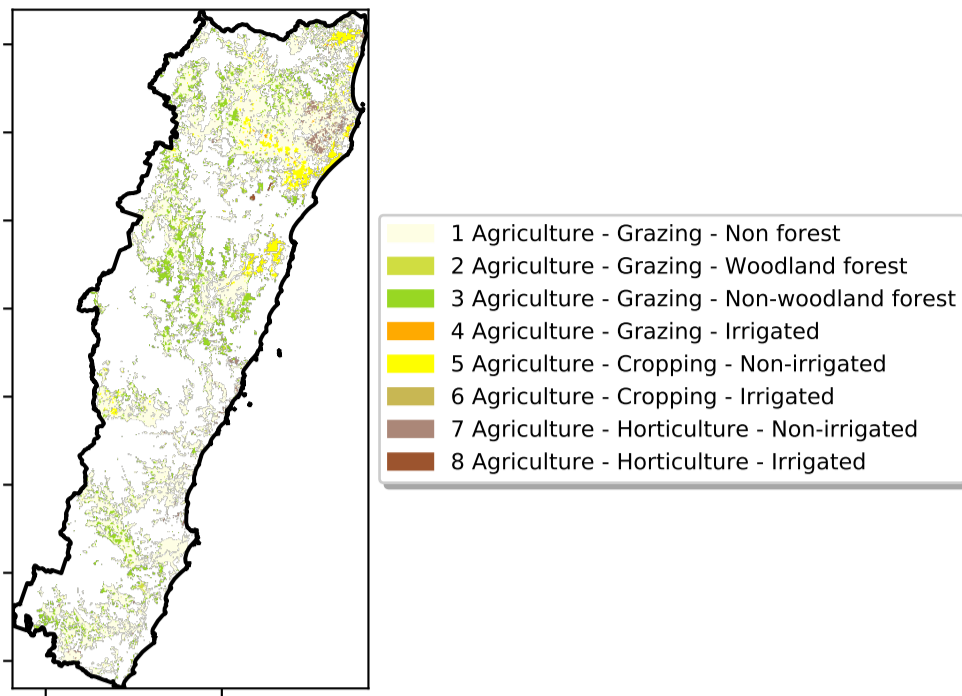 1 Agriculture - Grazing - Non forest
2 Agriculture - Grazing - Woodland forest
3 Agriculture - Grazing - Non-woodland forest
4 Agriculture - Grazing - Irrigated
5 Agriculture - Cropping - Non-irrigated
6 Agriculture - Cropping - Irrigated
7 Agriculture - Horticulture - Non-irrigated
8 Agriculture - Horticulture - Irrigated